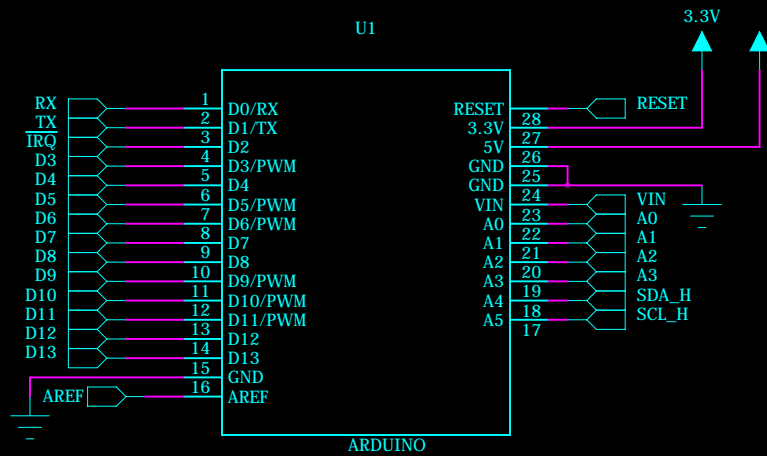 U1
3.3V
RX 1 D0/RX
TX 2 D1/TX
IRQ 3 D2
D3 4 D3/PWM
D4 5 D4
D5 6 D5/PWM
D6 7 D6/PWM
D7 8 D7
D8 9 D8
D9 10 D9/PWM
D10 11 D10/PWM
D11 12 D11/PWM
D12 13 D12
D13 14 D13
15 GND
AREF 16 AREF
RESET RESET
28
3.3V
27
5V
26
GND
25
GND
24
VIN VIN
23
A0 A0
22
A1 A1
21
A2 A2
20
A3 A3
19
A4 SDA_H
18
A5 SCL_H
17
ARDUINO